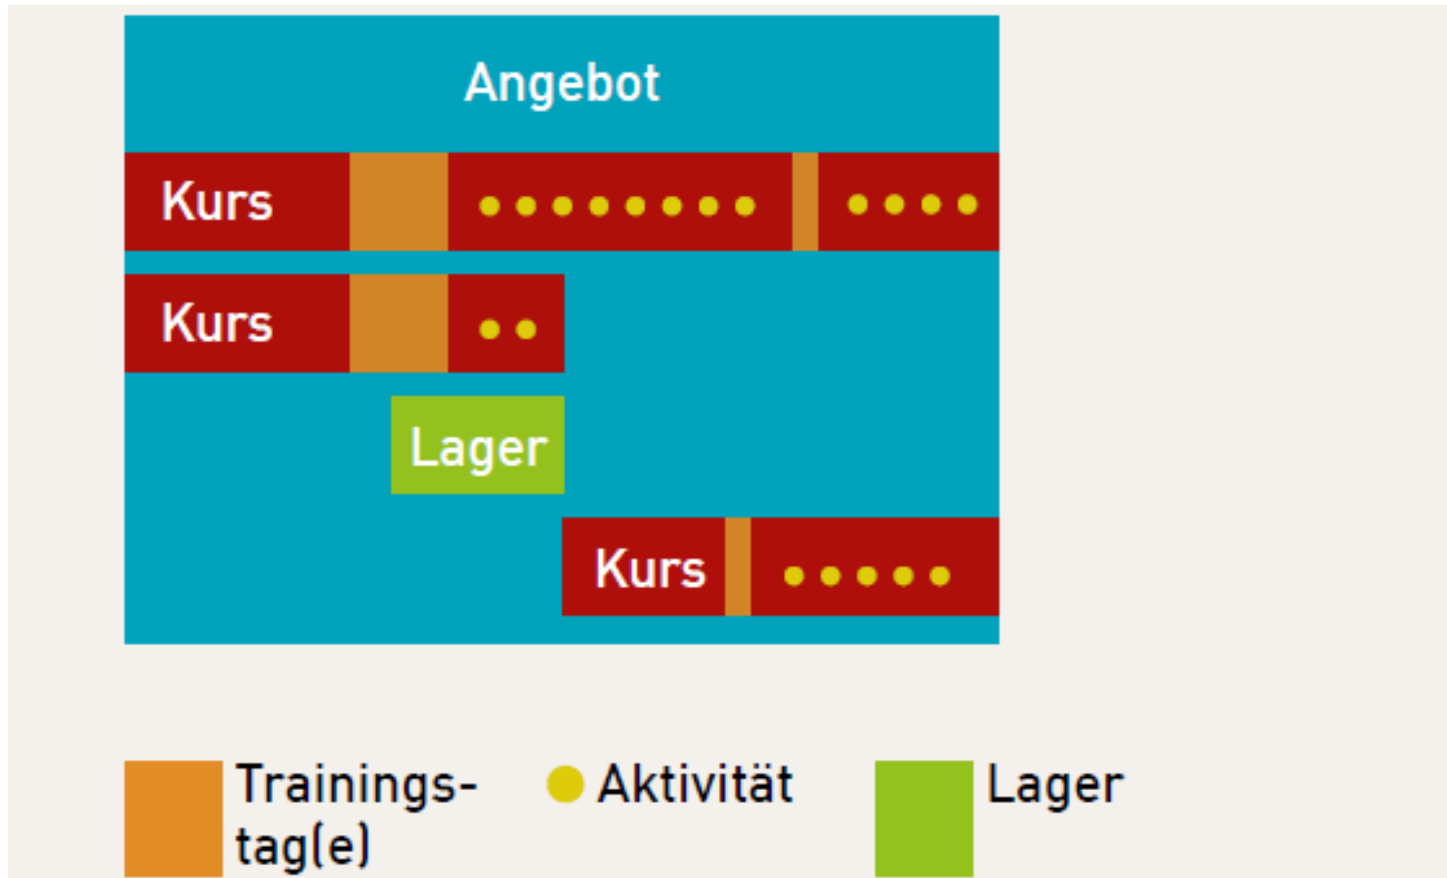 Angebot
Kurs
Kurs
Lager
Kurs
Trainings-
tag(e)
Aktivität
Lager